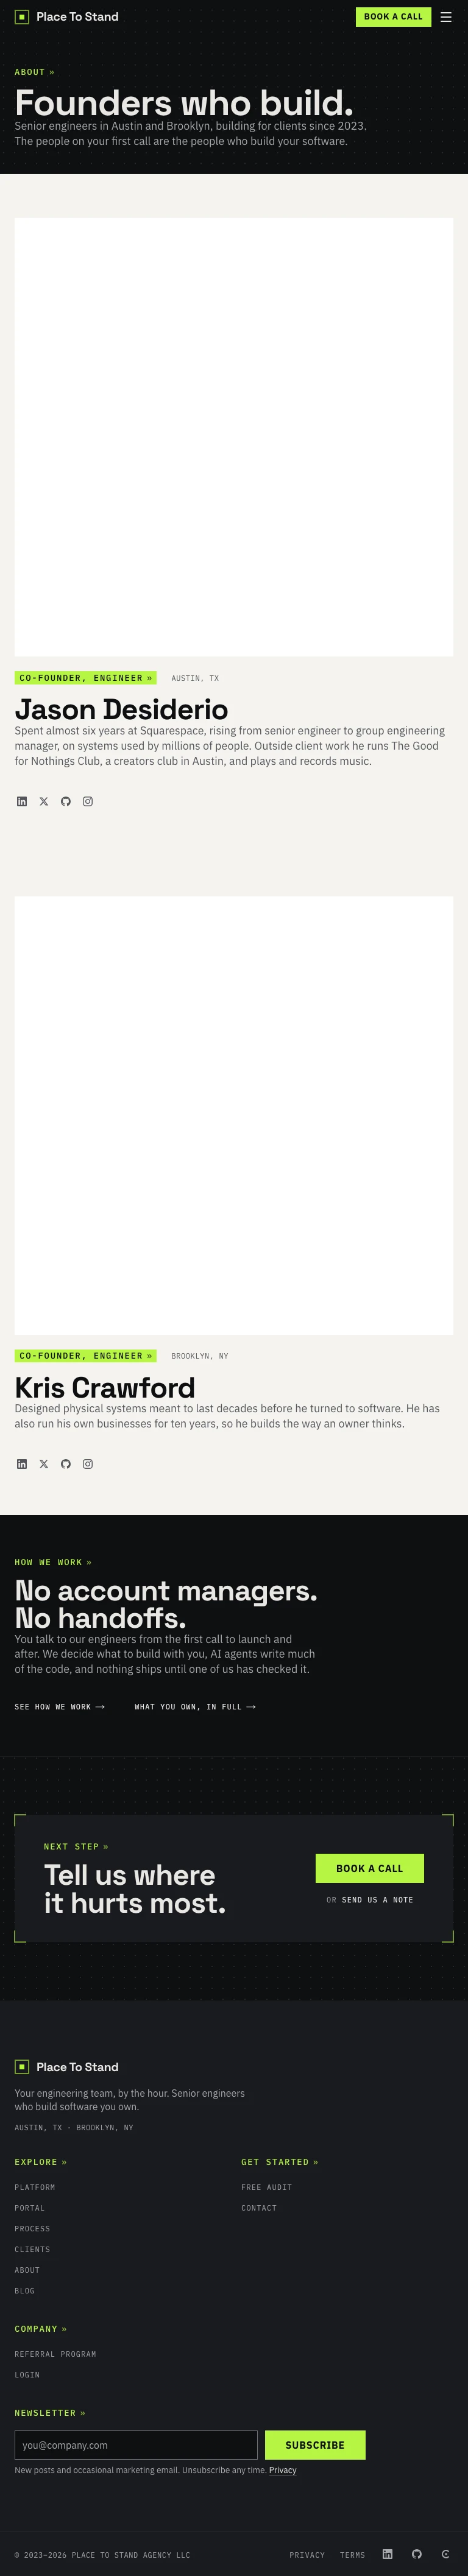 Place To Stand
BOOK A CALL
ABOUT »
Founders who build.
Senior engineers in Austin and Brooklyn, building for clients since 2023.
The people on your first call are the people who build your software.
CO-FOUNDER, ENGINEER »
AUSTIN, TX
Jason Desiderio
Spent almost six years at Squarespace, rising from senior engineer to group engineering
manager, on systems used by millions of people. Outside client work he runs The Good
for Nothings Club, a creators club in Austin, and plays and records music.
CO-FOUNDER, ENGINEER »
BROOKLYN, NY
Kris Crawford
Designed physical systems meant to last decades before he turned to software. He has
also run his own businesses for ten years, so he builds the way an owner thinks.
HOW WE WORK »
No account managers.
No handoffs.
You talk to our engineers from the first call to launch and
after. We decide what to build with you, AI agents write much
of the code, and nothing ships until one of us has checked it.
SEE HOW WE WORK →
WHAT YOU OWN, IN FULL →
NEXT STEP »
Tell us where
it hurts most.
BOOK A CALL
OR SEND US A NOTE
Place To Stand
Your engineering team, by the hour. Senior engineers
who build software you own.
AUSTIN, TX · BROOKLYN, NY
EXPLORE »
PLATFORM
PORTAL
PROCESS
CLIENTS
ABOUT
BLOG
GET STARTED »
FREE AUDIT
CONTACT
COMPANY »
REFERRAL PROGRAM
LOGIN
NEWSLETTER »
you@company.com
SUBSCRIBE
New posts and occasional marketing email. Unsubscribe any time. Privacy
© 2023–2026 PLACE TO STAND AGENCY LLC
PRIVACY
TERMS